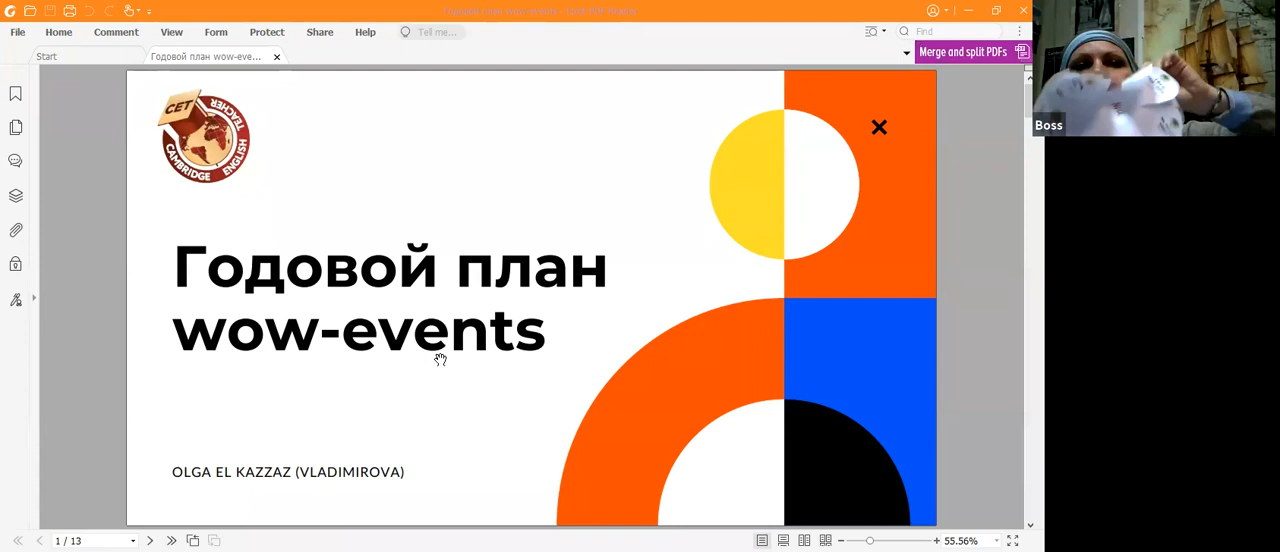 File Home Comment View Form Protect Share Help Tell me... Find
Start Годовой план wow-eve... Merge and split PDFs
CET
CAMBRIDGE ENGLISH TEACHER
Boss
Годовой план
wow-events
OLGA EL KAZZAZ (VLADIMIROVA)
1 / 13 55.56%